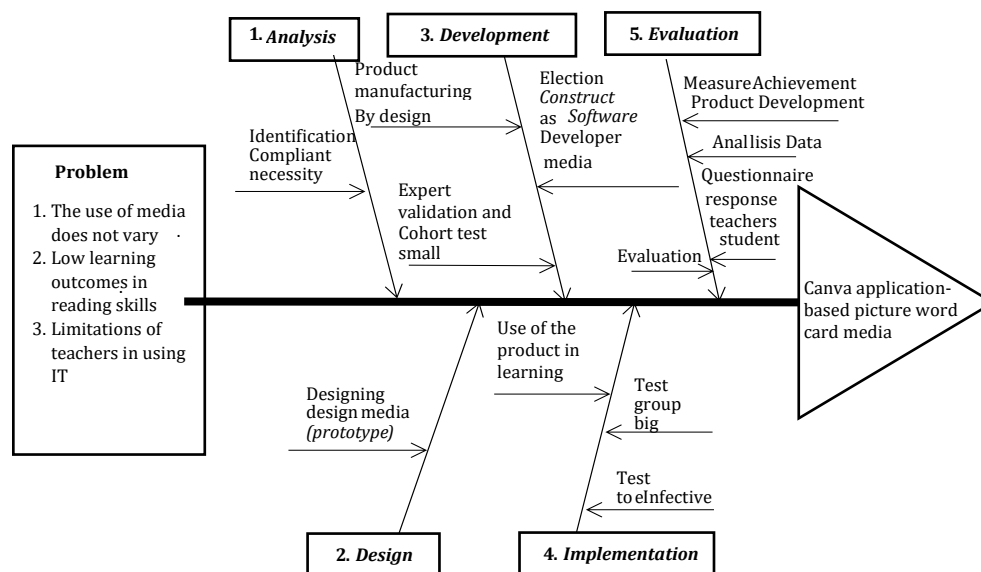 1. Analysis
3. Development
5. Evaluation
Problem
1. The use of media
does not vary .
2. Low learning
outcomes in
reading skills
3. Limitations of
teachers in using
IT
Identification
Compliant
necessity
Product
manufacturing
By design
Expert
validation and
Cohort test
small
Election
Construct
as Software
Developer
media
Measure Achievement
Product Development
Anallisis Data
Questionnaire
response
teachers
student
Evaluation
Canva application-
based picture word
card media
Designing
design media
(prototype)
Use of the
product in
learning
Test
group
big
Test
to eInfective
2. Design
4. Implementation